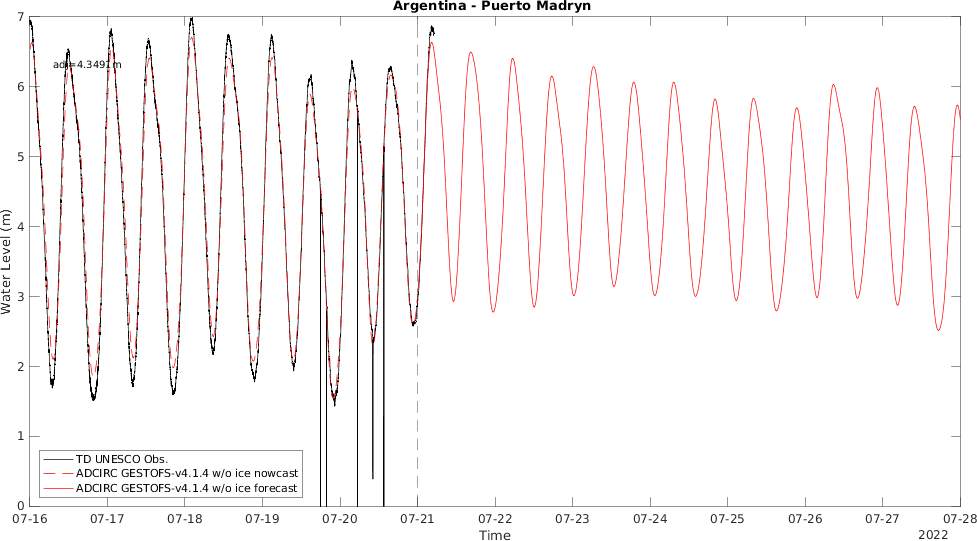 Argentina - Puerto Madryn
7
6
5
4
3
2
1
0
Water Level (m)
adj=4.3491 m
TD UNESCO Obs.
ADCIRC GESTOFS-v4.1.4 w/o ice nowcast
ADCIRC GESTOFS-v4.1.4 w/o ice forecast
07-16 07-17 07-18 07-19 07-20 07-21 07-22 07-23 07-24 07-25 07-26 07-27 07-28
Time
2022